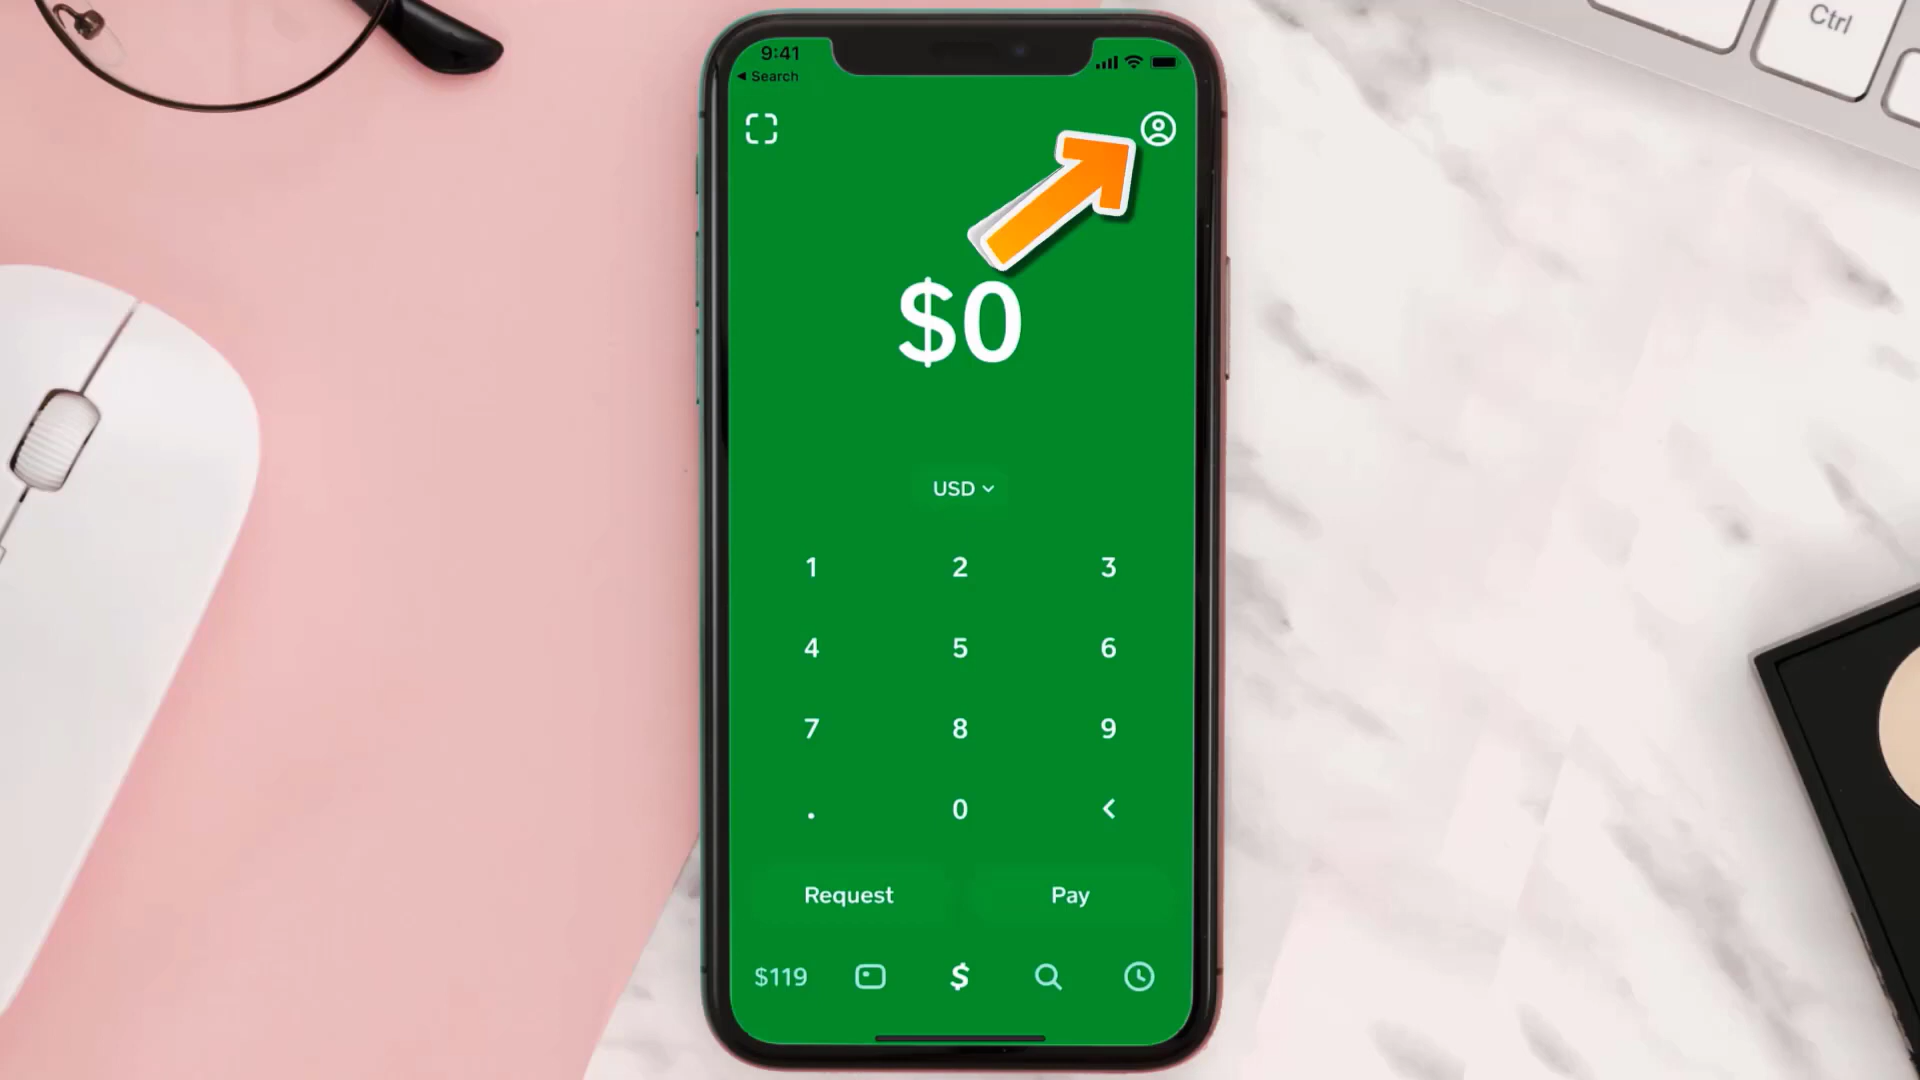 9:41
◀ Search
$0
USD
1 2 3
4 5 6
7 8 9
. 0 <
Request Pay
$119 $
Ctrl